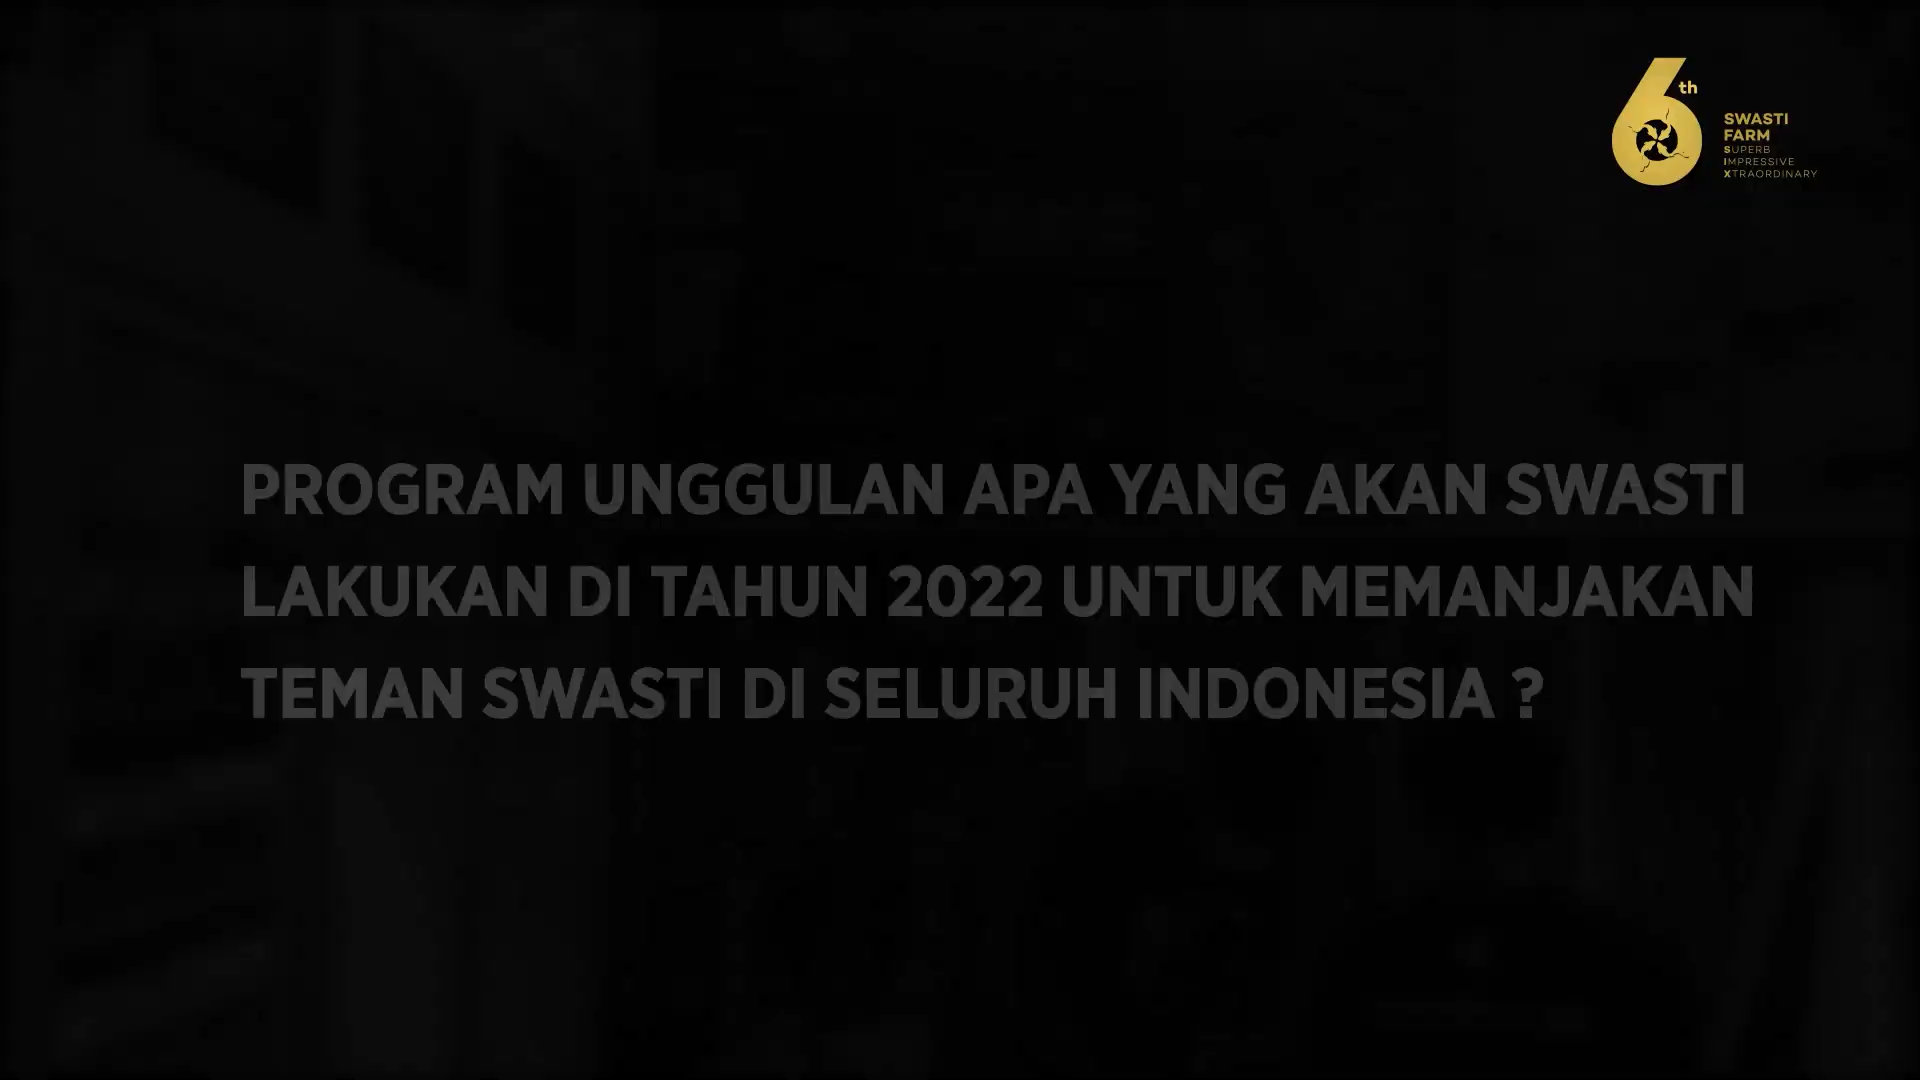 6th
SWASTI
FARM
SUPERB
IMPRESSIVE
XTRAORDINARY
PROGRAM UNGGULAN APA YANG AKAN SWASTI
LAKUKAN DI TAHUN 2022 UNTUK MEMANJAKAN
TEMAN SWASTI DI SELURUH INDONESIA ?